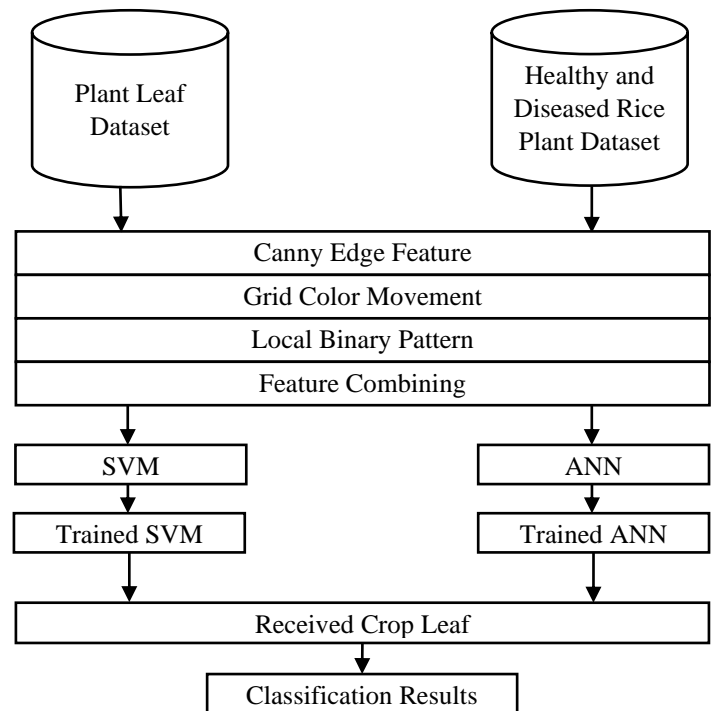 Plant Leaf
Dataset
Healthy and
Diseased Rice
Plant Dataset
Canny Edge Feature
Grid Color Movement
Local Binary Pattern
Feature Combining
SVM
ANN
Trained SVM
Trained ANN
Received Crop Leaf
Classification Results